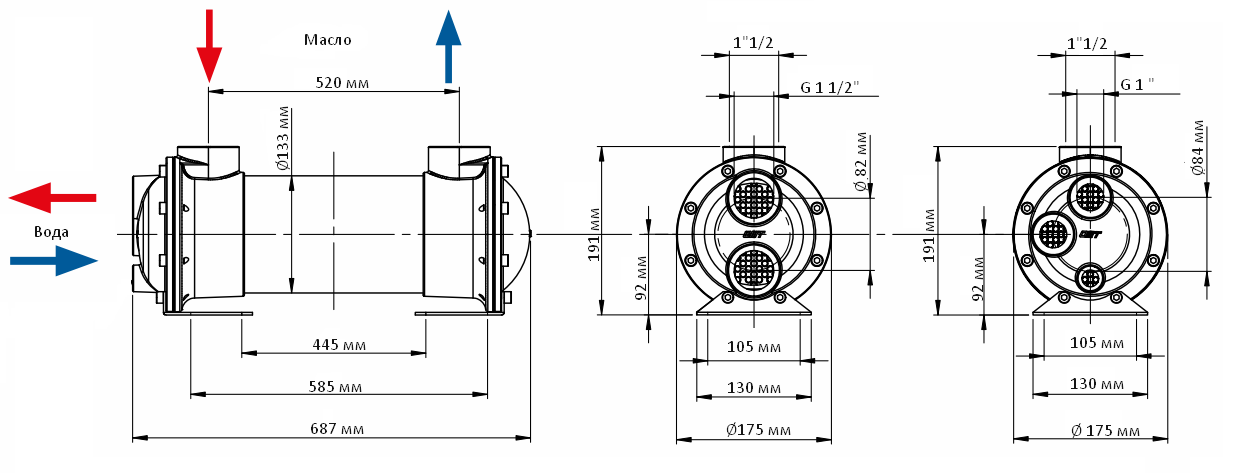 Масло
520 мм
Ø133 мм
Вода
445 мм
585 мм
687 мм
1"1/2
G 1 1/2"
Ø.82 мм
191 мм
92 мм
105 мм
130 мм
Ø175 мм
1"1/2
G 1 "
Ø84 мм
191 мм
92 мм
105 мм
130 мм
Ø 175 мм